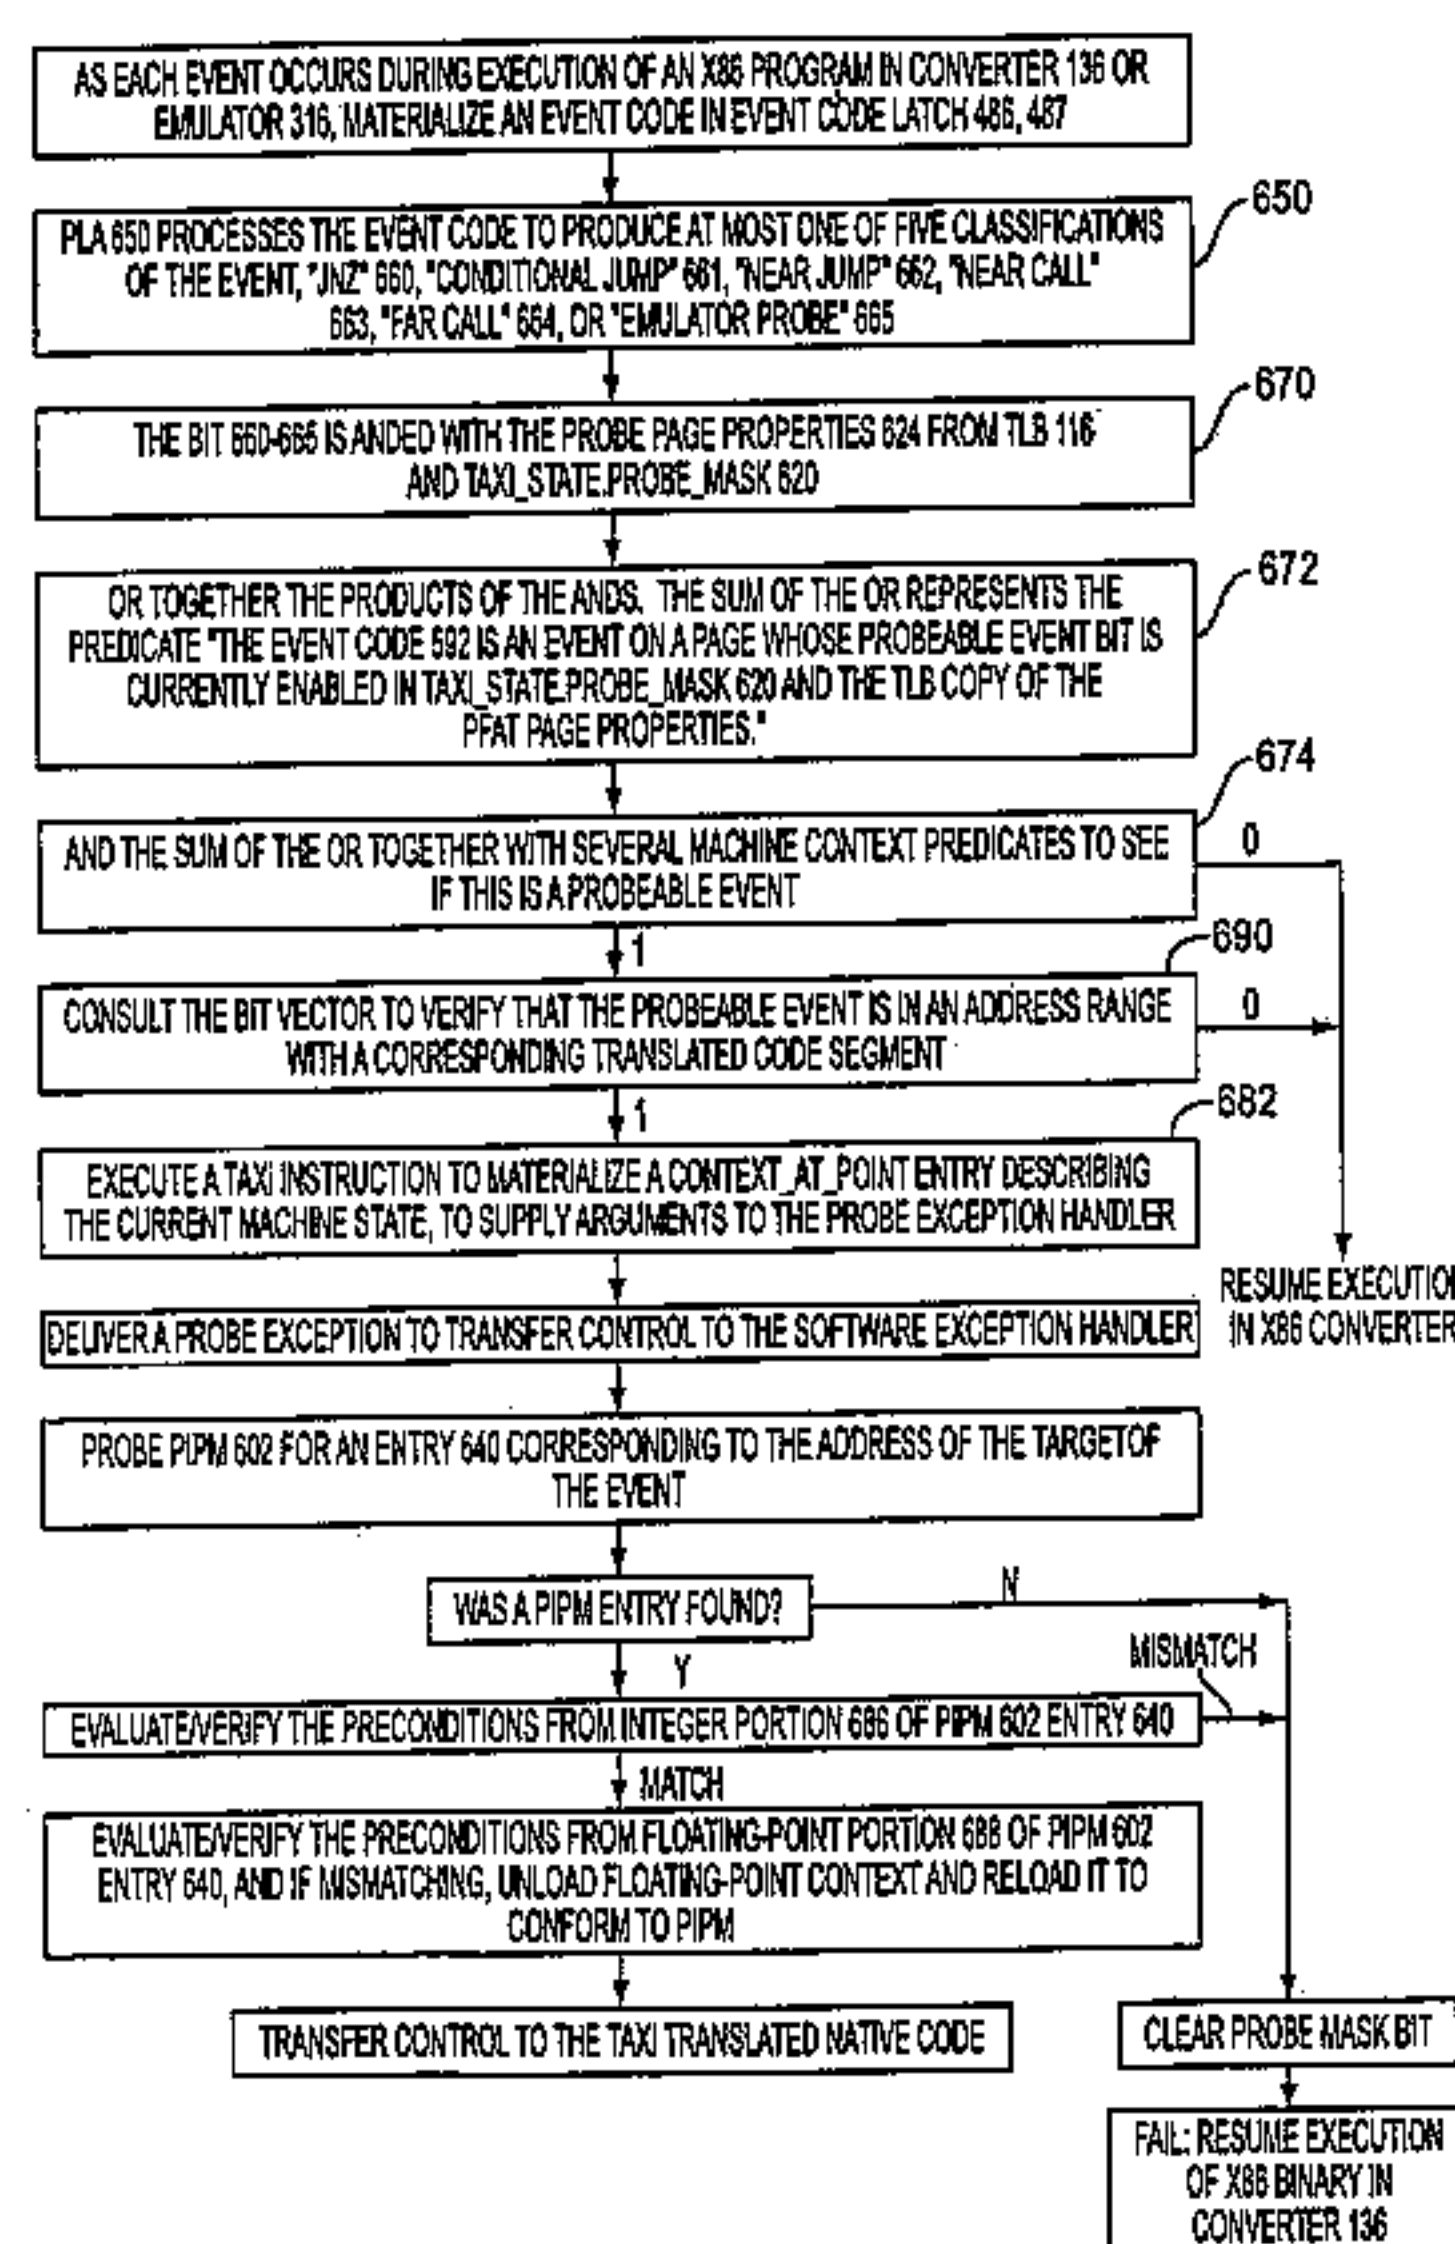 AS EACH EVENT OCCURS DURING EXECUTION OF AN X86 PROGRAM IN CONVERTER 136 OR
EMULATOR 316, MATERIALIZE AN EVENT CODE IN EVENT CODE LATCH 486, 487
650
PLA 650 PROCESSES THE EVENT CODE TO PRODUCE AT MOST ONE OF FIVE CLASSIFICATIONS
OF THE EVENT, "JNZ" 660, "CONDITIONAL JUMP" 661, "NEAR JUMP" 662, "NEAR CALL"
663, "FAR CALL" 664, OR "EMULATOR PROBE" 665
670
THE BIT 660-665 IS ANDED WITH THE PROBE PAGE PROPERTIES 624 FROM TLB 116
AND TAXI_STATE.PROBE_MASK 620
672
OR TOGETHER THE PRODUCTS OF THE ANDS. THE SUM OF THE OR REPRESENTS THE
PREDICATE "THE EVENT CODE 592 IS AN EVENT ON A PAGE WHOSE PROBEABLE EVENT BIT IS
CURRENTLY ENABLED IN TAXI_STATE.PROBE_MASK 620 AND THE TLB COPY OF THE
PFAT PAGE PROPERTIES."
674
AND THE SUM OF THE OR TOGETHER WITH SEVERAL MACHINE CONTEXT PREDICATES TO SEE
IF THIS IS A PROBEABLE EVENT
0
1
690
CONSULT THE BIT VECTOR TO VERIFY THAT THE PROBEABLE EVENT IS IN AN ADDRESS RANGE
WITH A CORRESPONDING TRANSLATED CODE SEGMENT
0
1
682
EXECUTE A TAXI INSTRUCTION TO MATERIALIZE A CONTEXT_AT_POINT ENTRY DESCRIBING
THE CURRENT MACHINE STATE, TO SUPPLY ARGUMENTS TO THE PROBE EXCEPTION HANDLER
RESUME EXECUTION
IN X86 CONVERTER
DELIVER A PROBE EXCEPTION TO TRANSFER CONTROL TO THE SOFTWARE EXCEPTION HANDLER
PROBE PIPM 602 FOR AN ENTRY 640 CORRESPONDING TO THE ADDRESS OF THE TARGET OF
THE EVENT
WAS A PIPM ENTRY FOUND?
N
Y
MISMATCH
EVALUATE/VERIFY THE PRECONDITIONS FROM INTEGER PORTION 686 OF PIPM 602 ENTRY 640
MATCH
EVALUATE/VERIFY THE PRECONDITIONS FROM FLOATING-POINT PORTION 688 OF PIPM 602
ENTRY 640, AND IF MISMATCHING, UNLOAD FLOATING-POINT CONTEXT AND RELOAD IT TO
CONFORM TO PIPM
TRANSFER CONTROL TO THE TAXI TRANSLATED NATIVE CODE
CLEAR PROBE MASK BIT
FAIL: RESUME EXECUTION
OF X86 BINARY IN
CONVERTER 136